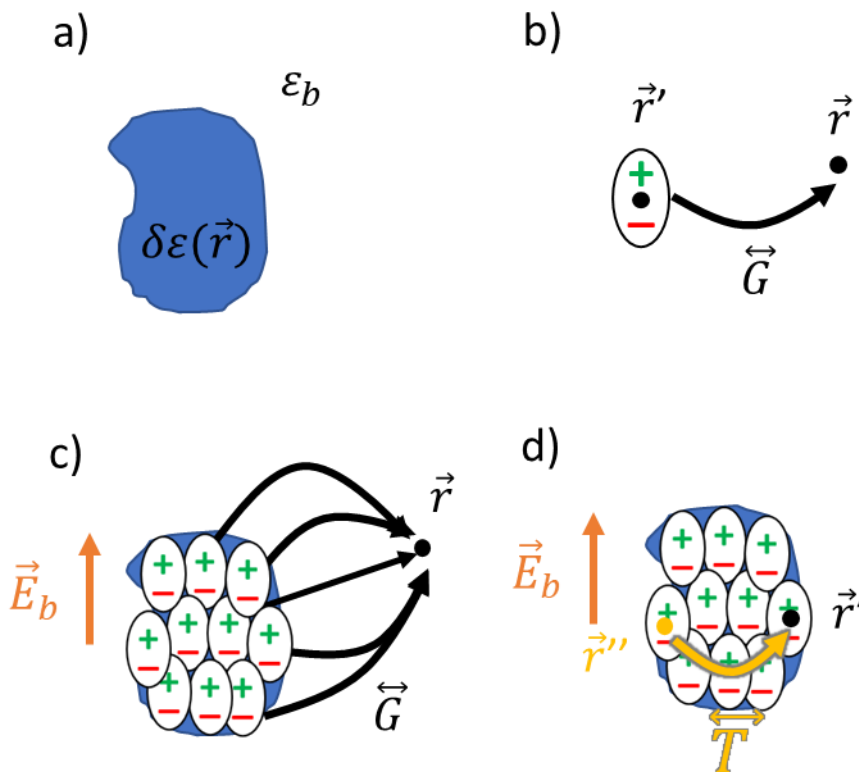 a)
ε_b
δε(r⃗)
b)
r⃗'
r⃗
+
−
G⃡
c)
E⃗_b
r⃗
+ + +
− − −
+ + + +
− − − −
+ + +
− − −
G⃡
d)
E⃗_b
+ + +
− − −
+ + + +
− − − −
r⃗''
r⃗'
+ + +
− − −
T⃡